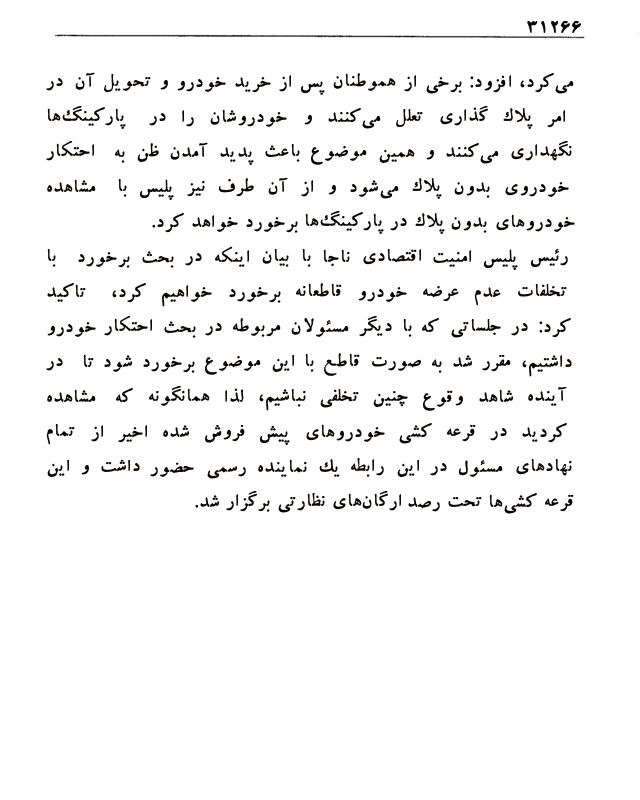 ۳۱۲۶۶
می‌کرد، افزود: برخی از هموطنان پس از خرید خودرو و تحویل آن در
امر پلاك گذاری تعلل می‌کنند و خودروشان را در پارکینگ‌ها
نگهداری می‌کنند و همین موضوع باعث پدید آمدن ظن به احتکار
خودروی بدون پلاك می‌شود و از آن طرف نیز پلیس با مشاهده
خودروهای بدون پلاك در پارکینگ‌ها برخورد خواهد کرد.
رئیس پلیس امنیت اقتصادی ناجا با بیان اینکه در بحث برخورد با
تخلفات عدم عرضه خودرو قاطعانه برخورد خواهیم کرد، تاکید
کرد: در جلساتی که با دیگر مسئولان مربوطه در بحث احتکار خودرو
داشتیم، مقرر شد به صورت قاطع با این موضوع برخورد شود تا در
آینده شاهد وقوع چنین تخلفی نباشیم، لذا همانگونه که مشاهده
کردید در قرعه کشی خودروهای پیش فروش شده اخیر از تمام
نهادهای مسئول در این رابطه یك نماینده رسمی حضور داشت و این
قرعه کشی‌ها تحت رصد ارگان‌های نظارتی برگزار شد.